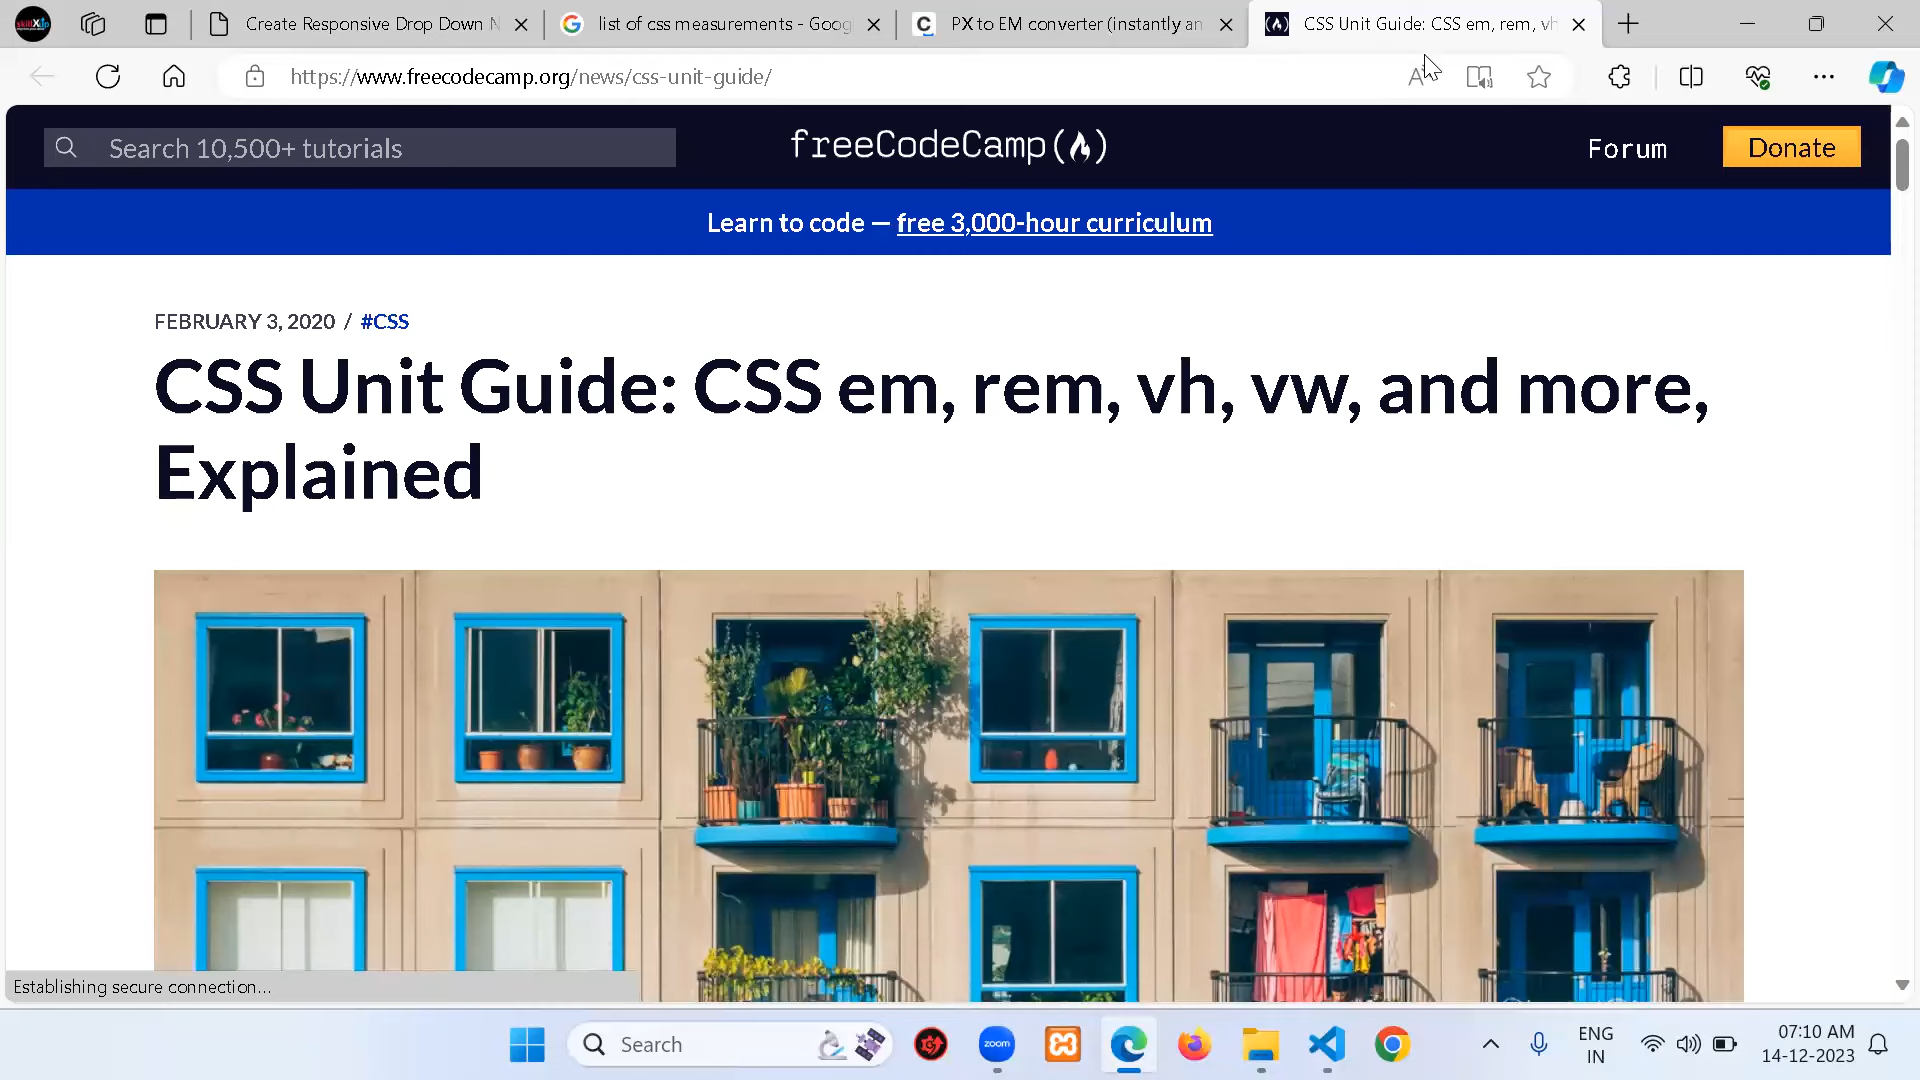 Create Responsive Drop Down N
list of css measurements - Goog
PX to EM converter (instantly an
CSS Unit Guide: CSS em, rem, vh
https://www.freecodecamp.org/news/css-unit-guide/
Search 10,500+ tutorials
freeCodeCamp
Forum
Donate
Learn to code — free 3,000-hour curriculum
FEBRUARY 3, 2020 / #CSS
CSS Unit Guide: CSS em, rem, vh, vw, and more,
Explained
Establishing secure connection...
Search
zoom
ENG
IN
07:10 AM
14-12-2023